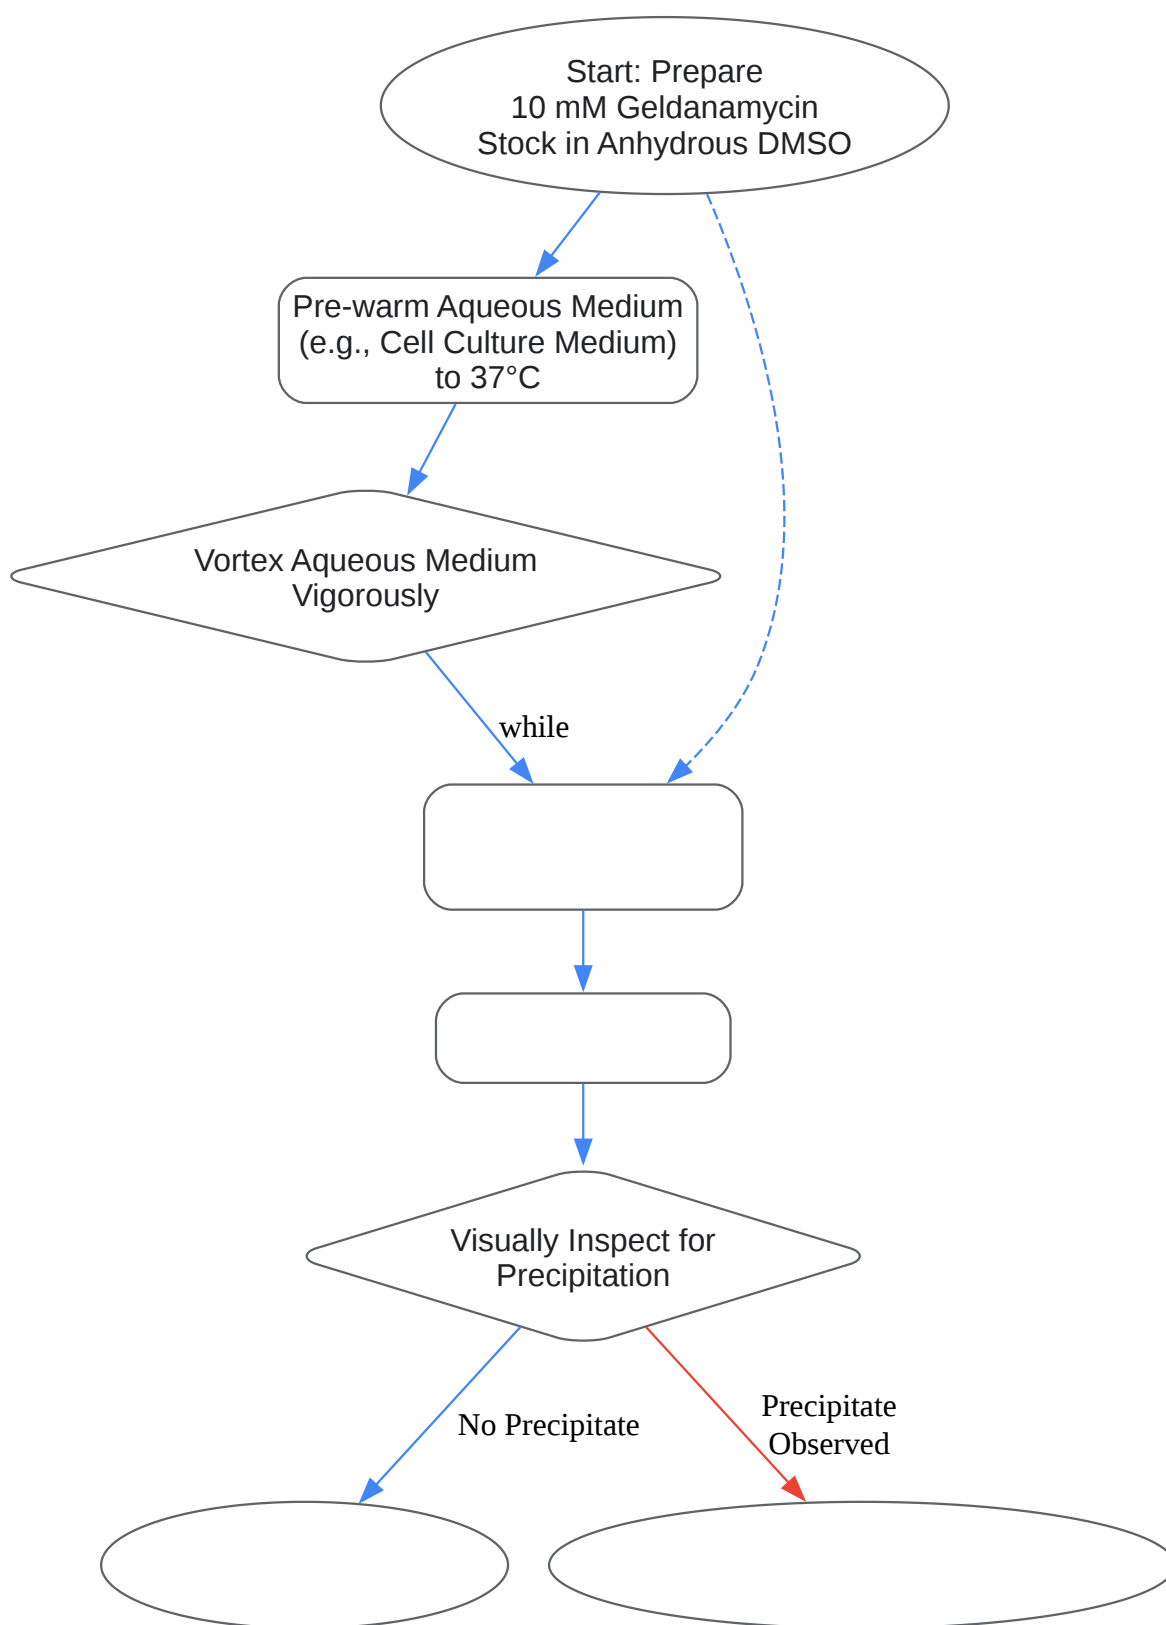 Start: Prepare
10 mM Geldanamycin
Stock in Anhydrous DMSO
Pre-warm Aqueous Medium
(e.g., Cell Culture Medium)
to 37°C
Vortex Aqueous Medium
Vigorously
while
Visually Inspect for
Precipitation
No Precipitate
Precipitate
Observed